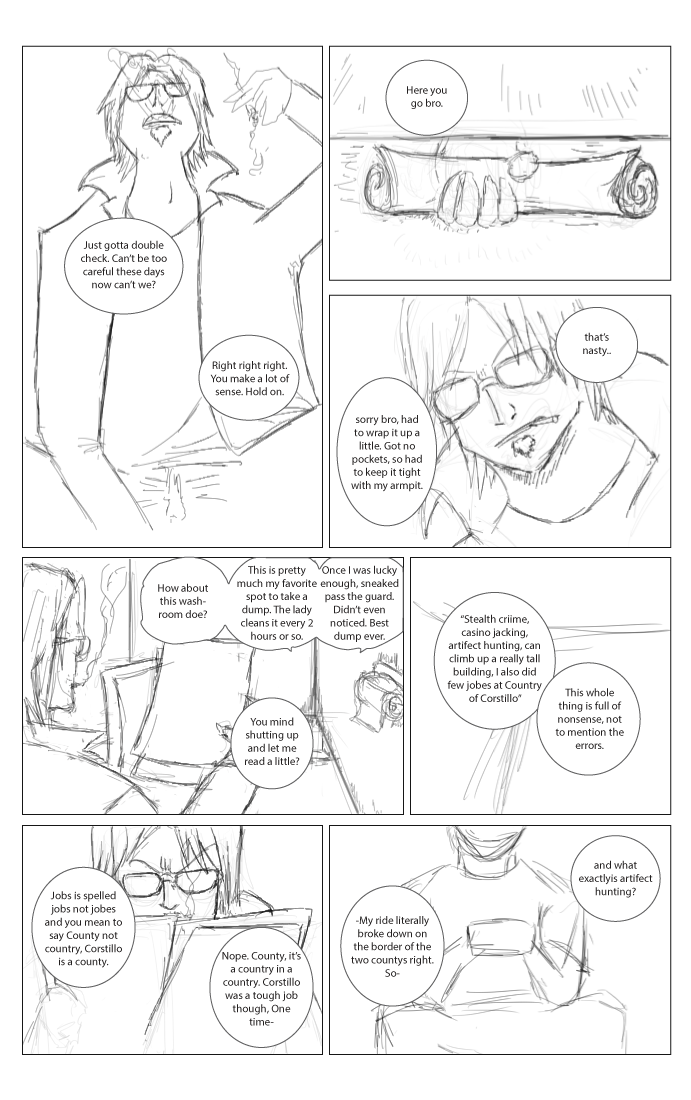 Just gotta double
check. Can't be too
careful these days
now can't we?
Right right right.
You make a lot of
sense. Hold on.
Here you
go bro.
that's
nasty..
sorry bro, had
to wrap it up a
little. Got no
pockets, so had
to keep it tight
with my armpit.
How about
this wash-
room doe?
This is pretty
much my favorite
spot to take a
dump. The lady
cleans it every 2
hours or so.
Once I was lucky
enough, sneaked
pass the guard.
Didn't even
noticed. Best
dump ever.
You mind
shutting up
and let me
read a little?
"Stealth criime,
casino jacking,
artifect hunting, can
climb up a really tall
building, I also did
few jobes at Country
of Corstillo"
This whole
thing is full of
nonsense, not
to mention the
errors.
Jobs is spelled
jobs not jobes
and you mean to
say County not
country, Corstillo
is a county.
Nope. County, it's
a country in a
country. Corstillo
was a tough job
though, One
time-
and what
exactlyis artifect
hunting?
-My ride literally
broke down on
the border of the
two countys right.
So-